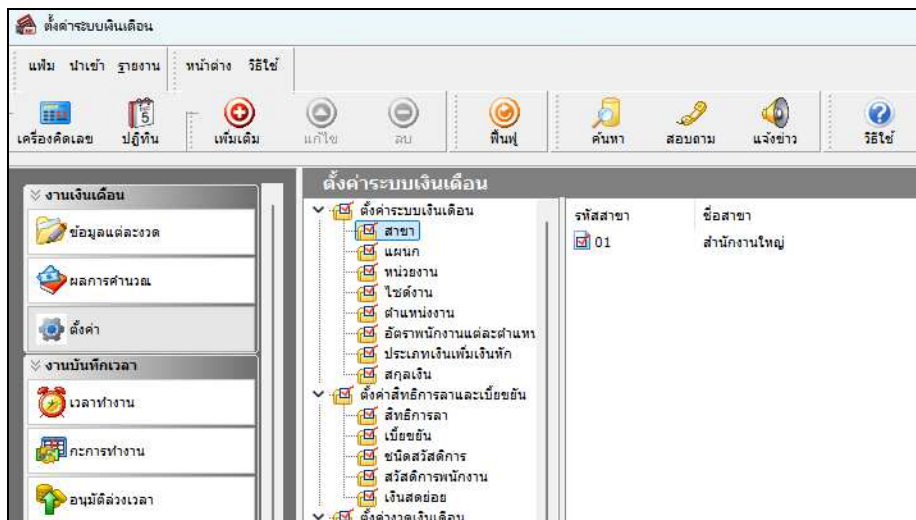 ตั้งค่าระบบเงินเดือน
แฟ้ม นำเข้า รายงาน หน้าต่าง วิธีใช้
เครื่องคิดเลข ปฏิทิน เพิ่มเติม แก้ไข ลบ ฟื้นฟู ค้นหา สอบถาม แจ้งข่าว วิธีใช้
ตั้งค่าระบบเงินเดือน
งานเงินเดือน
ข้อมูลแต่ละงวด
ผลการคำนวณ
ตั้งค่า
งานบันทึกเวลา
เวลาทำงาน
กะการทำงาน
อนุมัติล่วงเวลา
ตั้งค่าระบบเงินเดือน
สาขา
แผนก
หน่วยงาน
ไซด์งาน
ตำแหน่งงาน
อัตราพนักงานแต่ละตำแหน
ประเภทเงินเพิ่มเงินหัก
สกุลเงิน
ตั้งค่าสิทธิการลาและเบี้ยขยัน
สิทธิการลา
เบี้ยขยัน
ชนิดสวัสดิการ
สวัสดิการพนักงาน
เงินสดย่อย
ตั้งค่างวดเงินเดือน
รหัสสาขา ชื่อสาขา
01 สำนักงานใหญ่